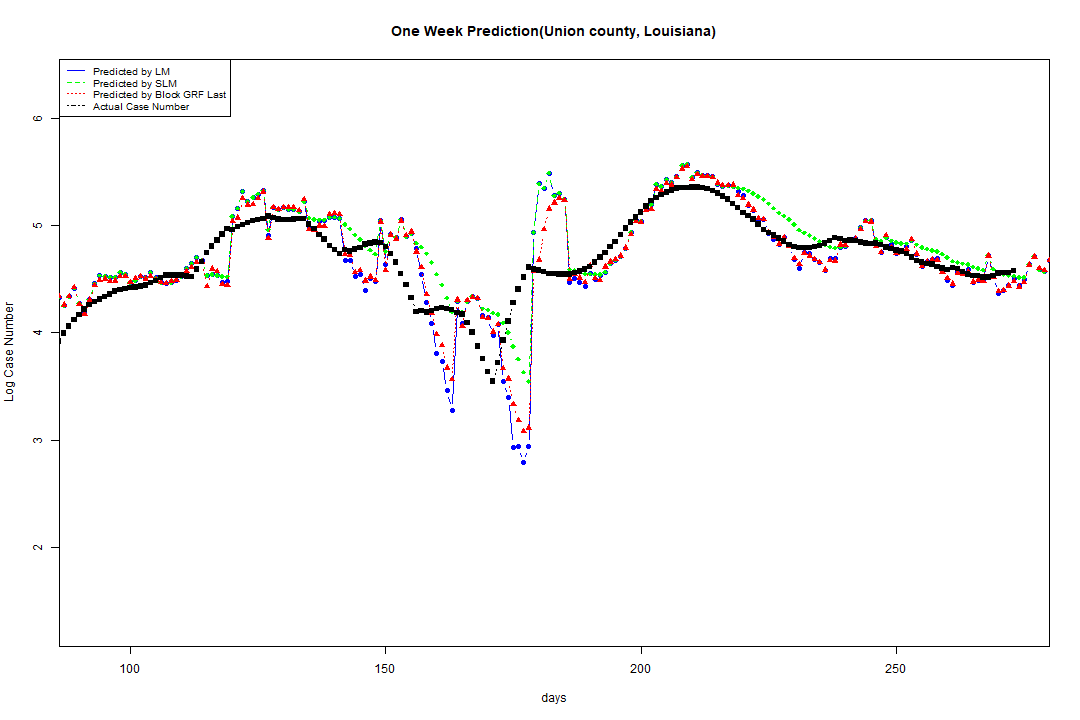 One Week Prediction(Union county, Louisiana)
Predicted by LM
Predicted by SLM
Predicted by Block GRF Last
Actual Case Number
6
5
4
3
2
Log Case Number
100 150 200 250
days